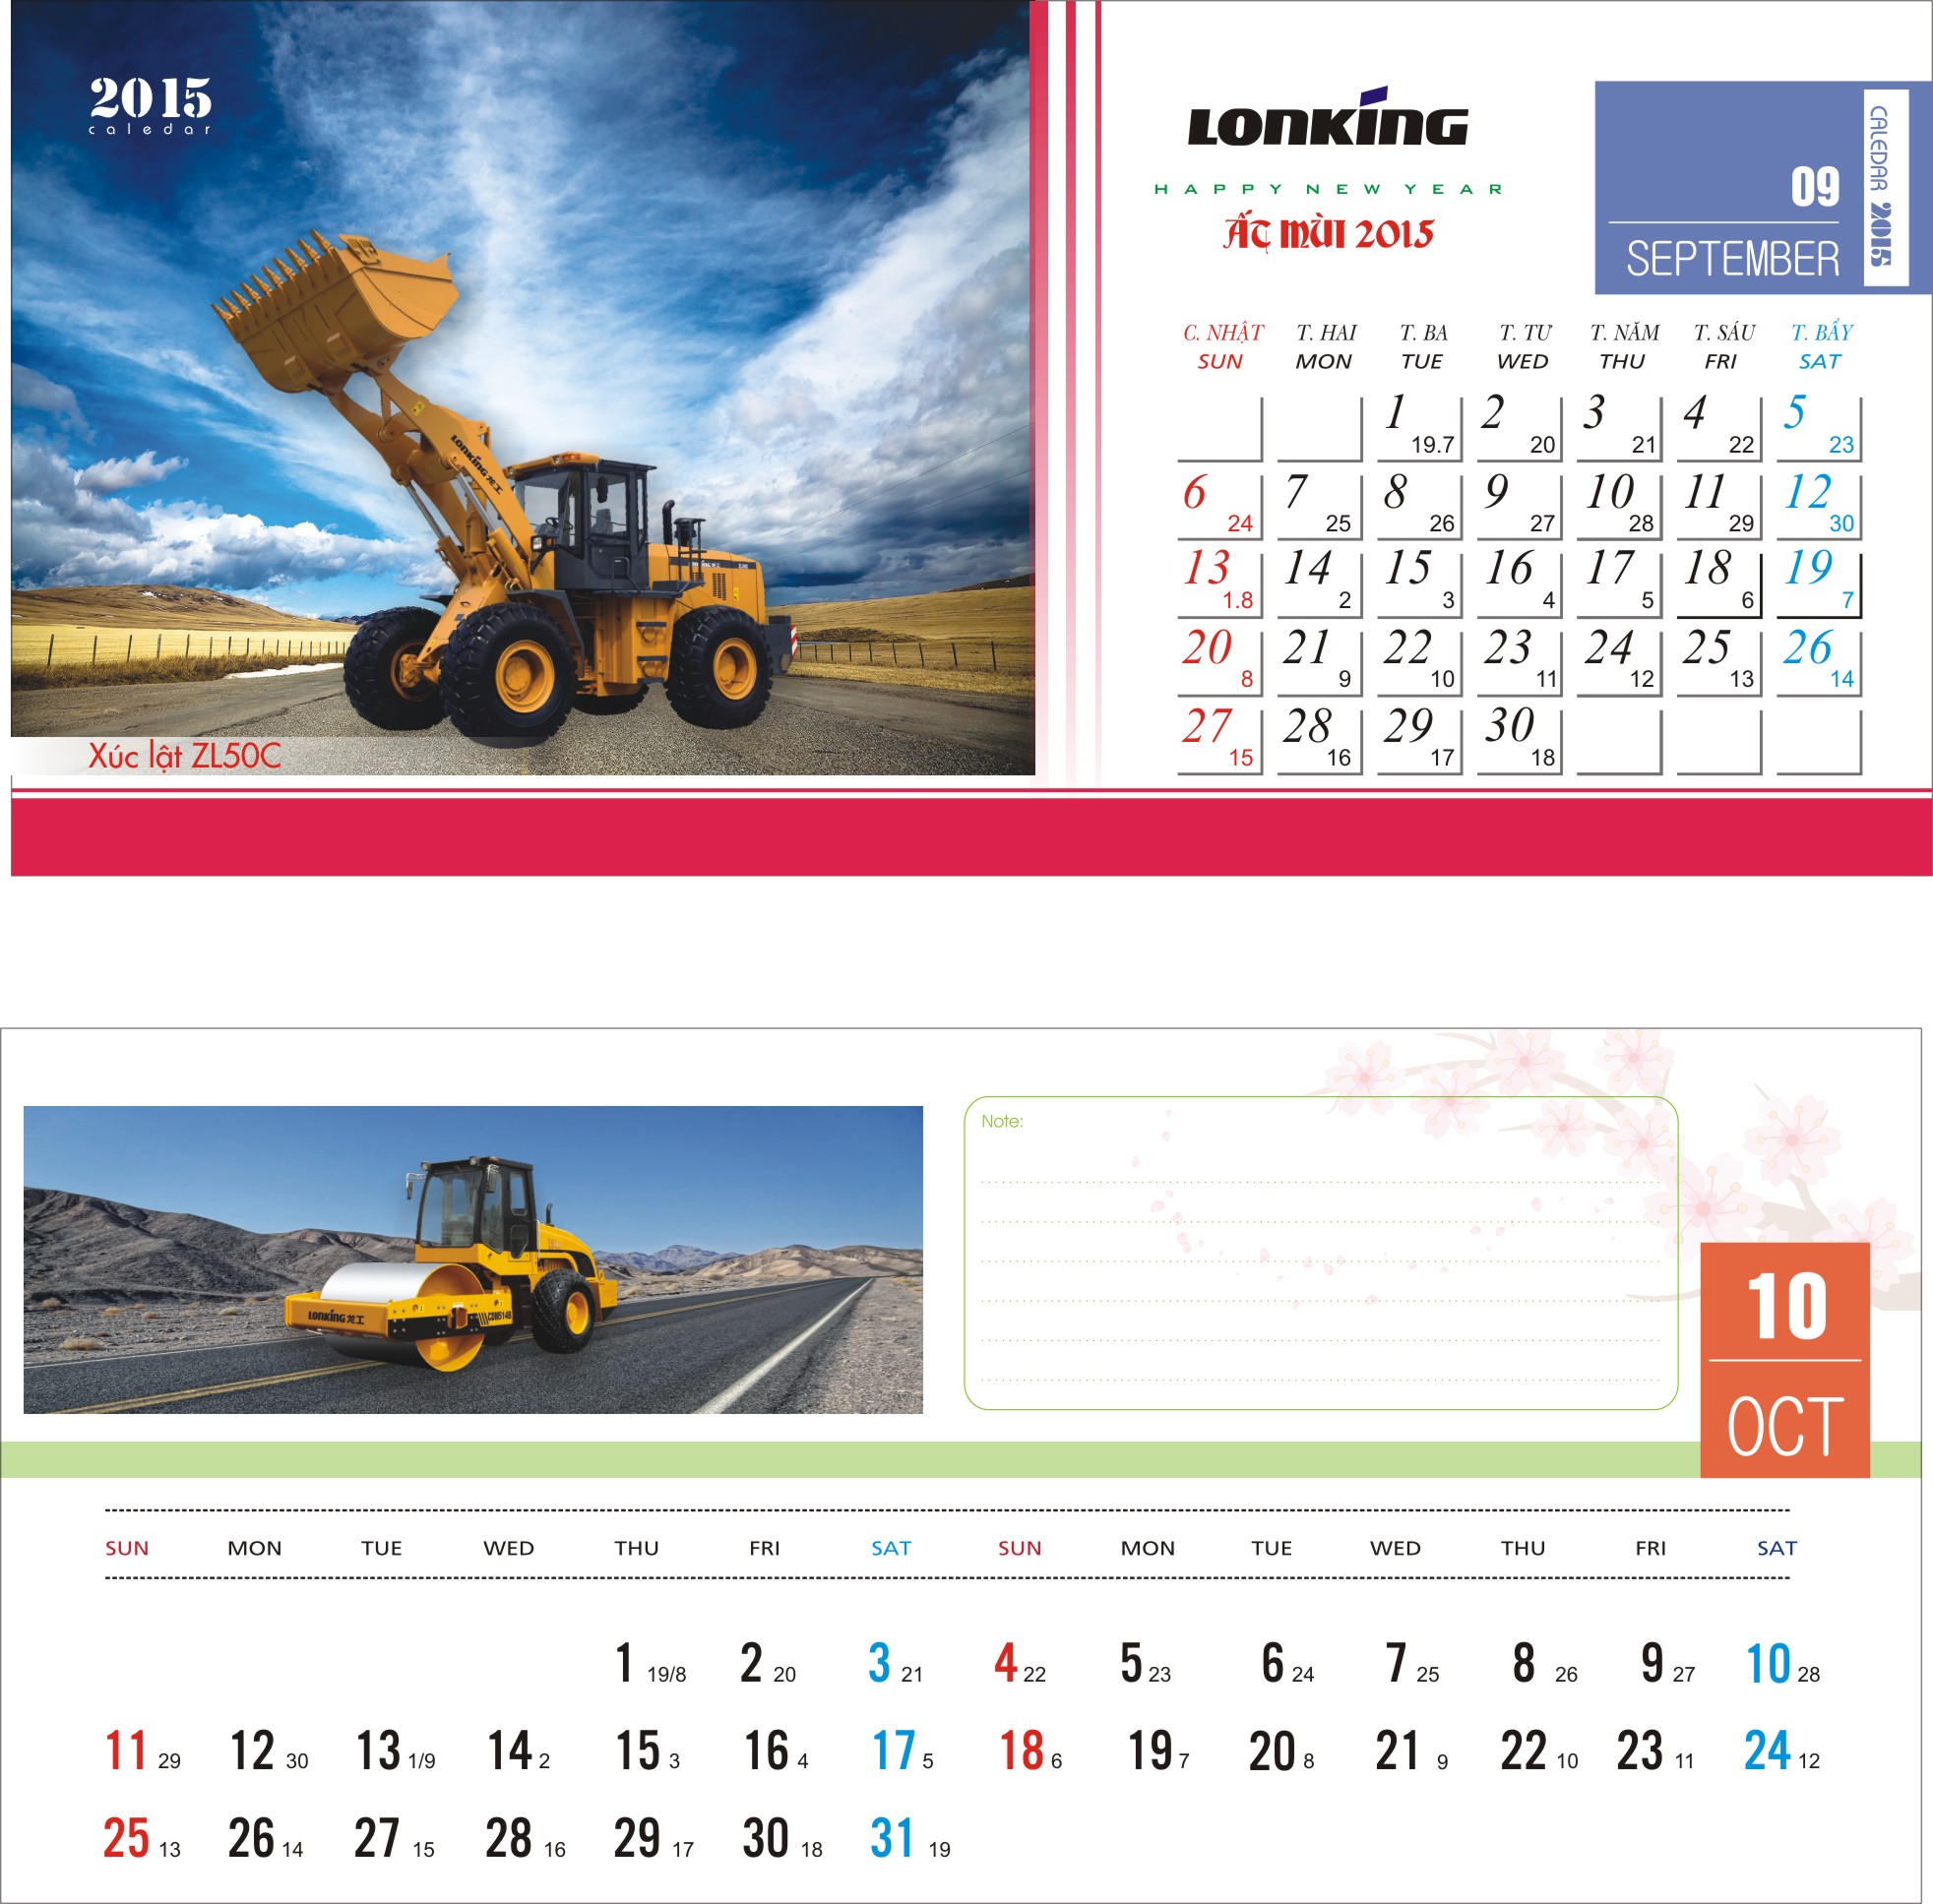 2015
caledar
LONKING 龙工
Xúc lật ZL50C
LONKING
HAPPY NEW YEAR
ẤT MÙI 2015
09
SEPTEMBER
CALEDAR 2015
C. NHẬT T. HAI T. BA T. TƯ T. NĂM T. SÁU T. BẨY
SUN MON TUE WED THU FRI SAT
1 2 3 4 5
19.7 20 21 22 23
6 7 8 9 10 11 12
24 25 26 27 28 29 30
13 14 15 16 17 18 19
1.8 2 3 4 5 6 7
20 21 22 23 24 25 26
8 9 10 11 12 13 14
27 28 29 30
15 16 17 18
LONKING 龙工
CDM514B
Note:
10
OCT
SUN MON TUE WED THU FRI SAT SUN MON TUE WED THU FRI SAT
1 19/8 2 20 3 21 4 22 5 23 6 24 7 25 8 26 9 27 10 28
11 29 12 30 13 1/9 14 2 15 3 16 4 17 5 18 6 19 7 20 8 21 9 22 10 23 11 24 12
25 13 26 14 27 15 28 16 29 17 30 18 31 19